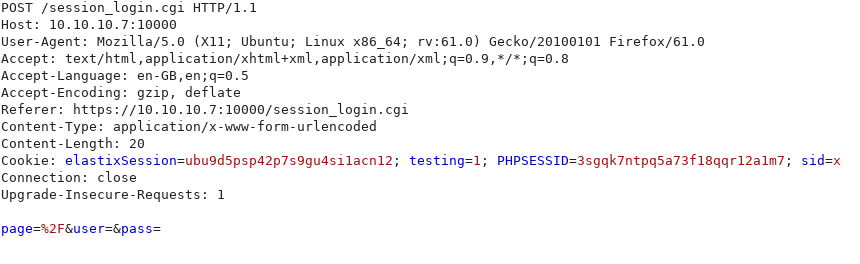 POST /session_login.cgi HTTP/1.1
Host: 10.10.10.7:10000
User-Agent: Mozilla/5.0 (X11; Ubuntu; Linux x86_64; rv:61.0) Gecko/20100101 Firefox/61.0
Accept: text/html,application/xhtml+xml,application/xml;q=0.9,*/*;q=0.8
Accept-Language: en-GB,en;q=0.5
Accept-Encoding: gzip, deflate
Referer: https://10.10.10.7:10000/session_login.cgi
Content-Type: application/x-www-form-urlencoded
Content-Length: 20
Cookie: elastixSession=ubu9d5psp42p7s9gu4si1acn12; testing=1; PHPSESSID=3sgqk7ntpq5a73f18qqr12a1m7; sid=x
Connection: close
Upgrade-Insecure-Requests: 1
page=%2F&user=&pass=